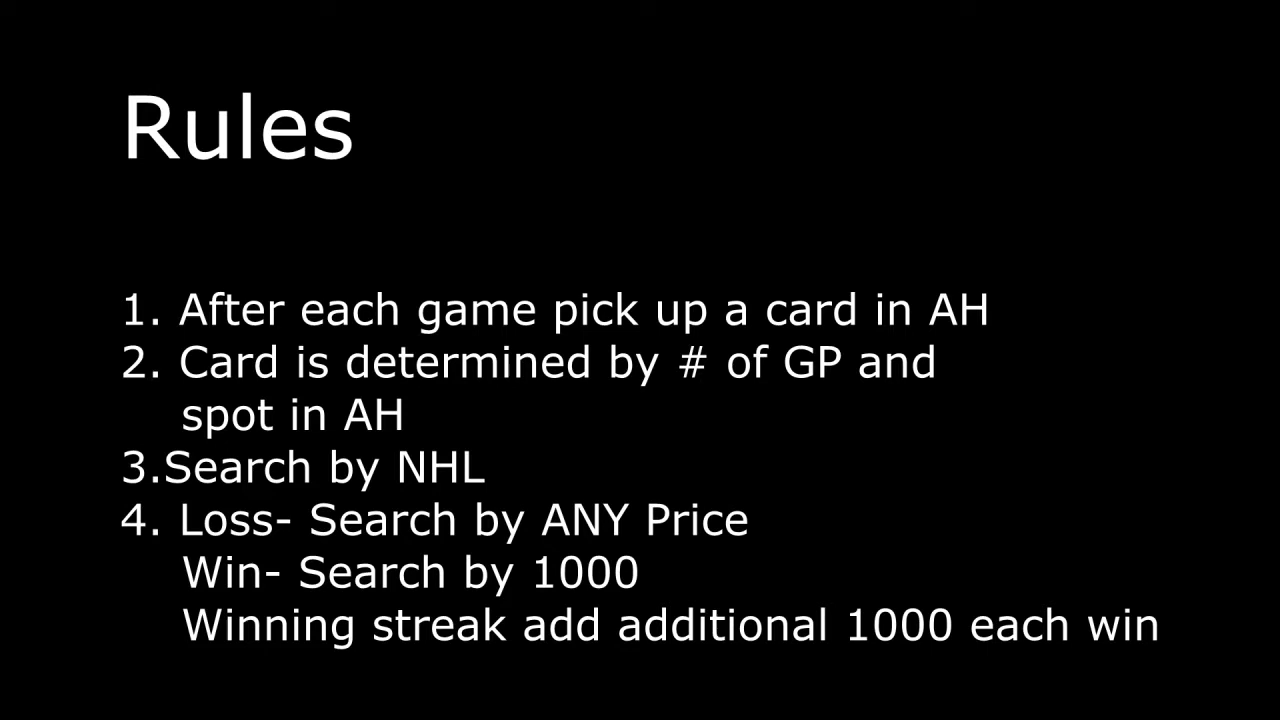 Rules
1. After each game pick up a card in AH
2. Card is determined by # of GP and
spot in AH
3.Search by NHL
4. Loss- Search by ANY Price
Win- Search by 1000
Winning streak add additional 1000 each win